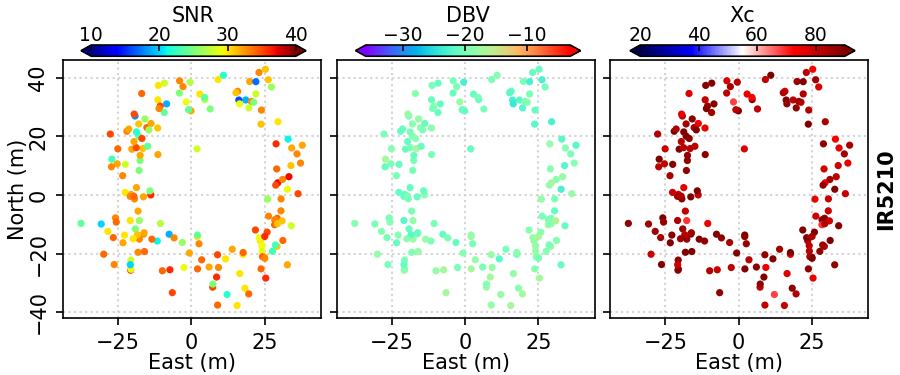 SNR DBV Xc
10 20 30 40 −30 −20 −10 20 40 60 80
40
20
0
−20
−40
North (m)
IR5210
−25 0 25 −25 0 25 −25 0 25
East (m) East (m) East (m)